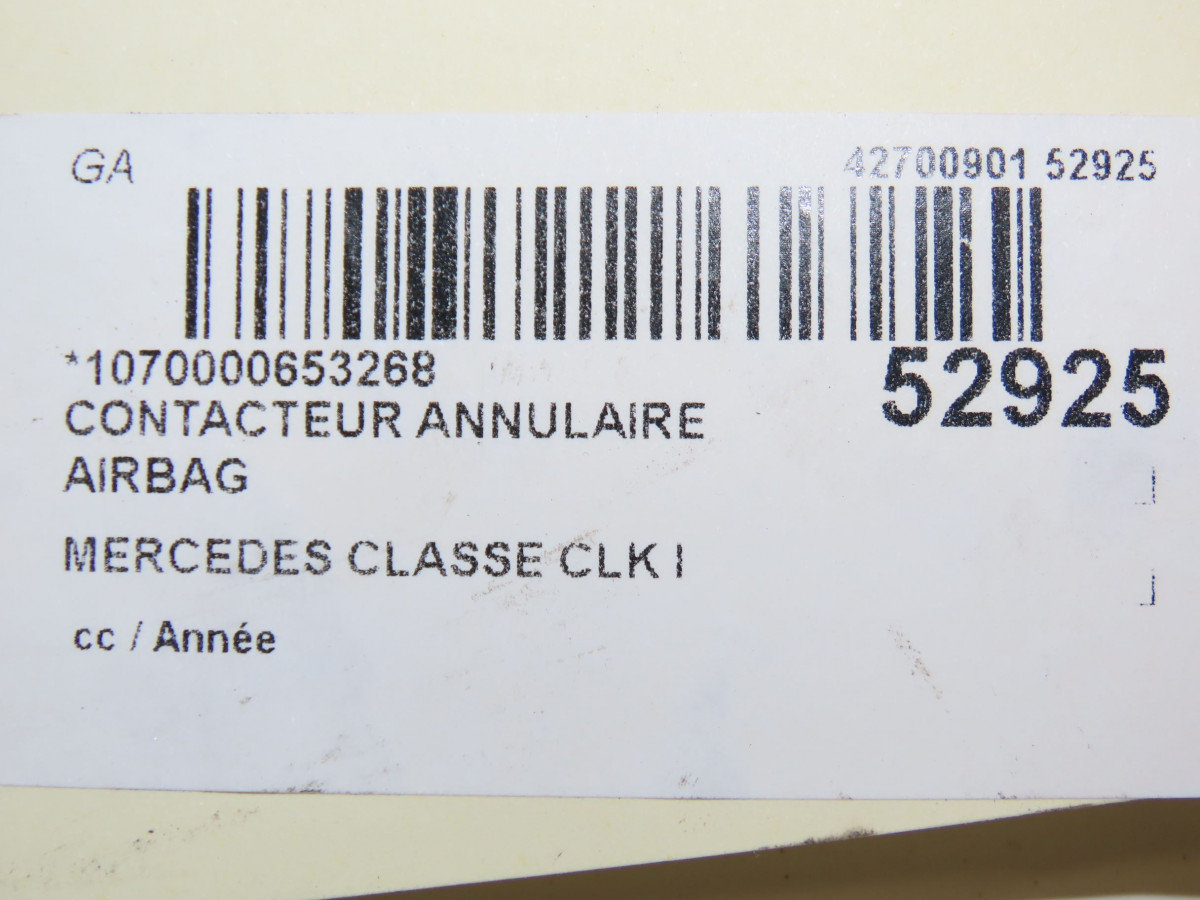 GA 42700901 52925
*1070000653268 52925
CONTACTEUR ANNULAIRE
AIRBAG
MERCEDES CLASSE CLK I
cc / Année